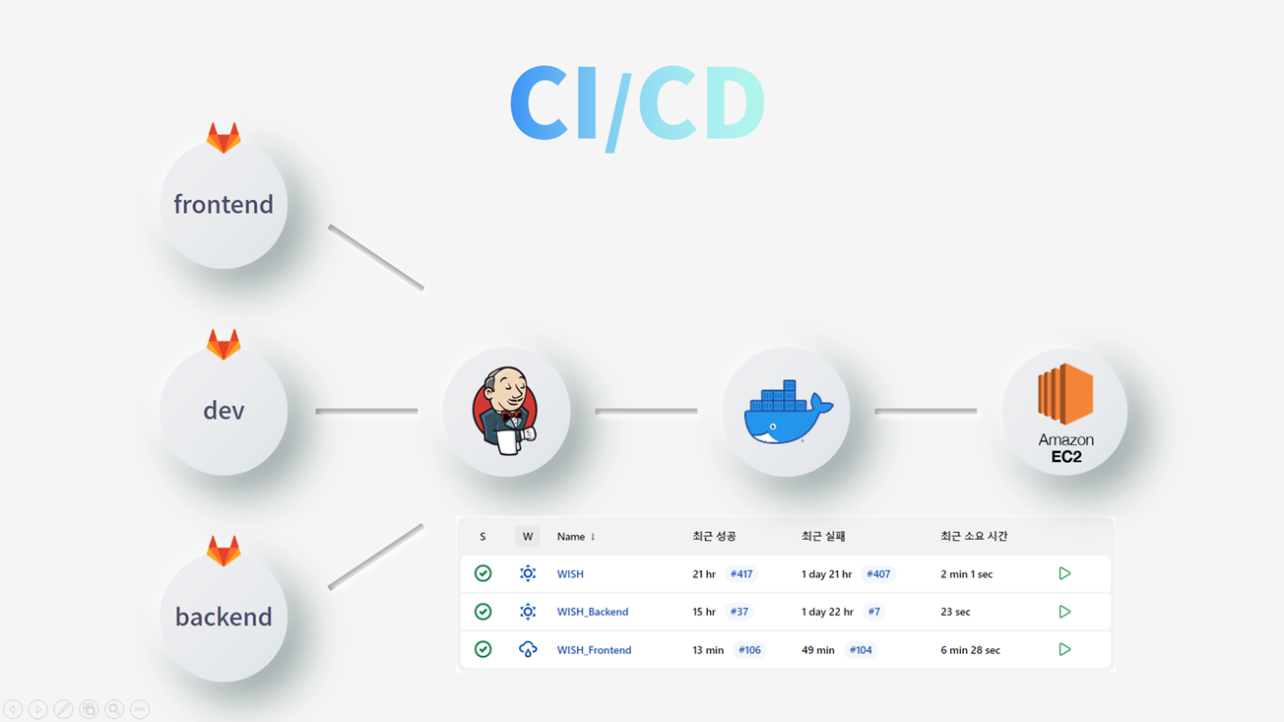 CI/CD
frontend
dev
backend
Amazon
EC2
S W Name ↓ 최근 성공 최근 실패 최근 소요 시간
WISH 21 hr #417 1 day 21 hr #407 2 min 1 sec
WISH_Backend 15 hr #37 1 day 22 hr #7 23 sec
WISH_Frontend 13 min #106 49 min #104 6 min 28 sec